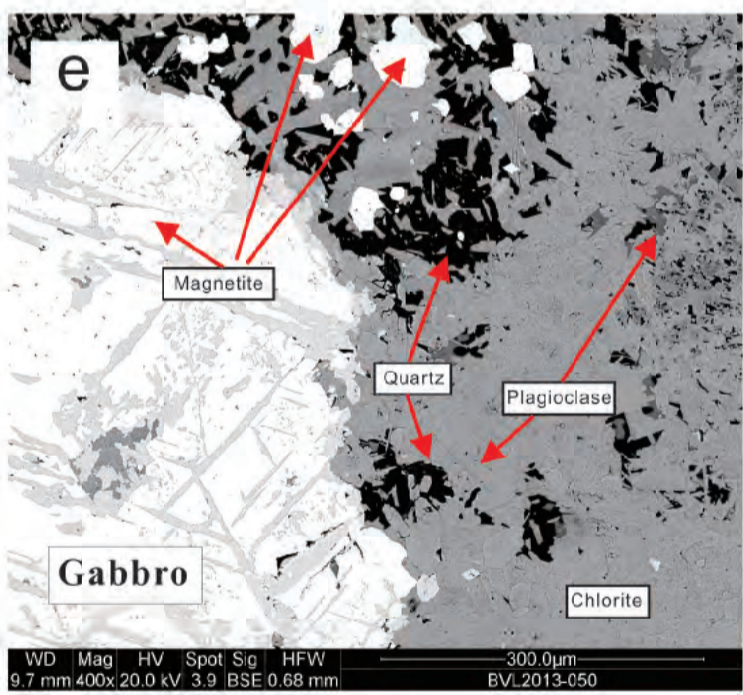 e
Magnetite
Quartz
Plagioclase
Gabbro
Chlorite
WD Mag HV Spot Sig HFW 300.0µm
9.7 mm 400x 20.0 kV 3.9 BSE 0.68 mm BVL2013-050